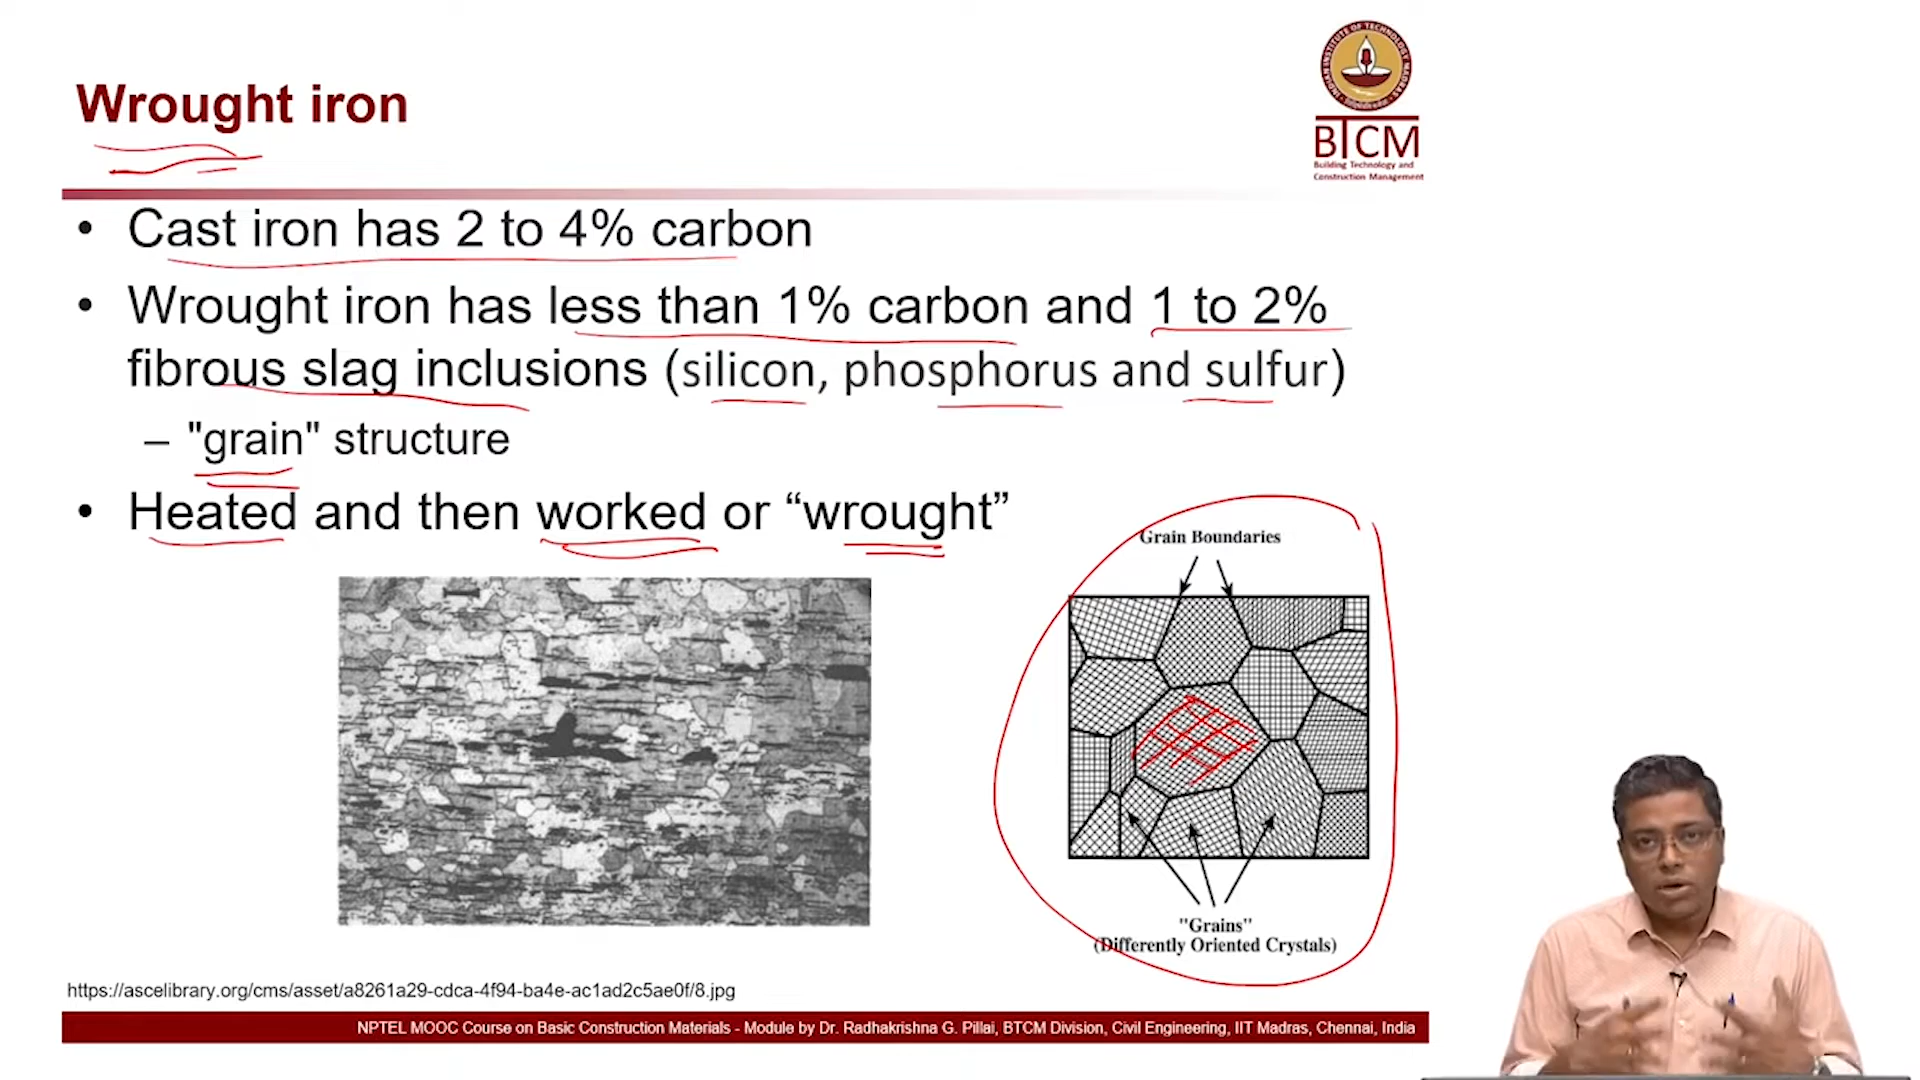 Wrought iron
BTCM
Building Technology and
Construction Management
• Cast iron has 2 to 4% carbon
• Wrought iron has less than 1% carbon and 1 to 2%
fibrous slag inclusions (silicon, phosphorus and sulfur)
– "grain" structure
• Heated and then worked or “wrought”
Grain Boundaries
"Grains"
(Differently Oriented Crystals)
https://ascelibrary.org/cms/asset/a8261a29-cdca-4f94-ba4e-ac1ad2c5ae0f/8.jpg
NPTEL MOOC Course on Basic Construction Materials - Module by Dr. Radhakrishna G. Pillai, BTCM Division, Civil Engineering, IIT Madras, Chennai, India